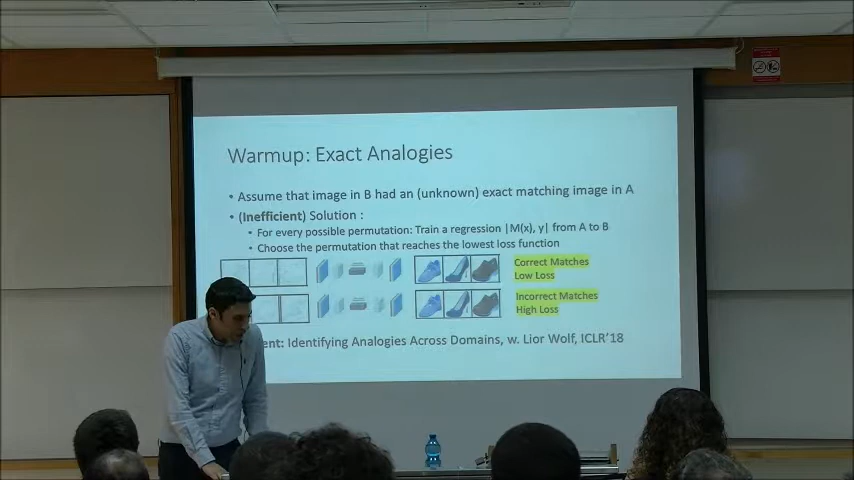 Warmup: Exact Analogies
• Assume that image in B had an (unknown) exact matching image in A
• (Inefficient) Solution :
• For every possible permutation: Train a regression |M(x), y| from A to B
• Choose the permutation that reaches the lowest loss function
Correct Matches
Low Loss
Incorrect Matches
High Loss
ent: Identifying Analogies Across Domains, w. Lior Wolf, ICLR'18